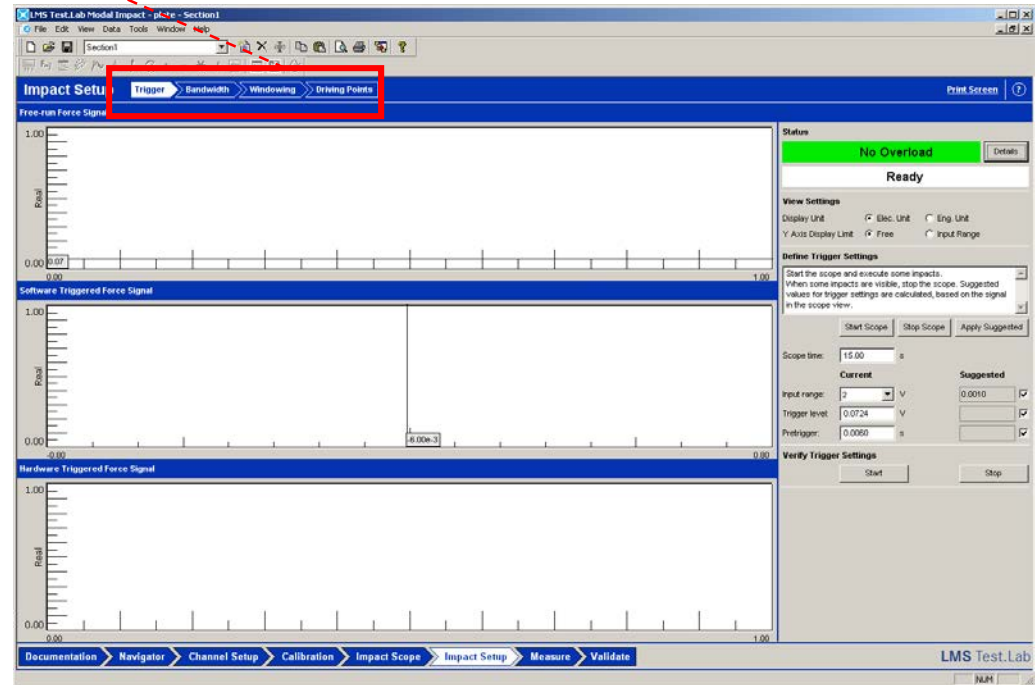 LMS Test.Lab Modal Impact - plate - Section1
File Edit View Data Tools Window Help
Section1
Impact Setup Trigger Bandwidth Windowing Driving Points Print Screen
Free-run Force Signal
1.00
Real
0.00
0.07
0.00 1.00
Software Triggered Force Signal
1.00
Real
0.00
-6.00e-3
-0.80 0.80
Hardware Triggered Force Signal
1.00
Real
0.00
0.00 1.00
Status
No Overload Details
Ready
View Settings
Display Unit Elec. Unit Eng. Unit
Y Axis Display Limit Free Input Range
Define Trigger Settings
Start the scope and execute some impacts.
When some impacts are visible, stop the scope. Suggested
values for trigger settings are calculated, based on the signal
in the scope view.
Start Scope Stop Scope Apply Suggested
Scope time: 15.00 s
Current Suggested
Input range: 2 V 0.0010
Trigger level: 0.0724 V
Pretrigger: 0.0060 s
Verify Trigger Settings
Start Stop
Documentation Navigator Channel Setup Calibration Impact Scope Impact Setup Measure Validate LMS Test.Lab
NUM